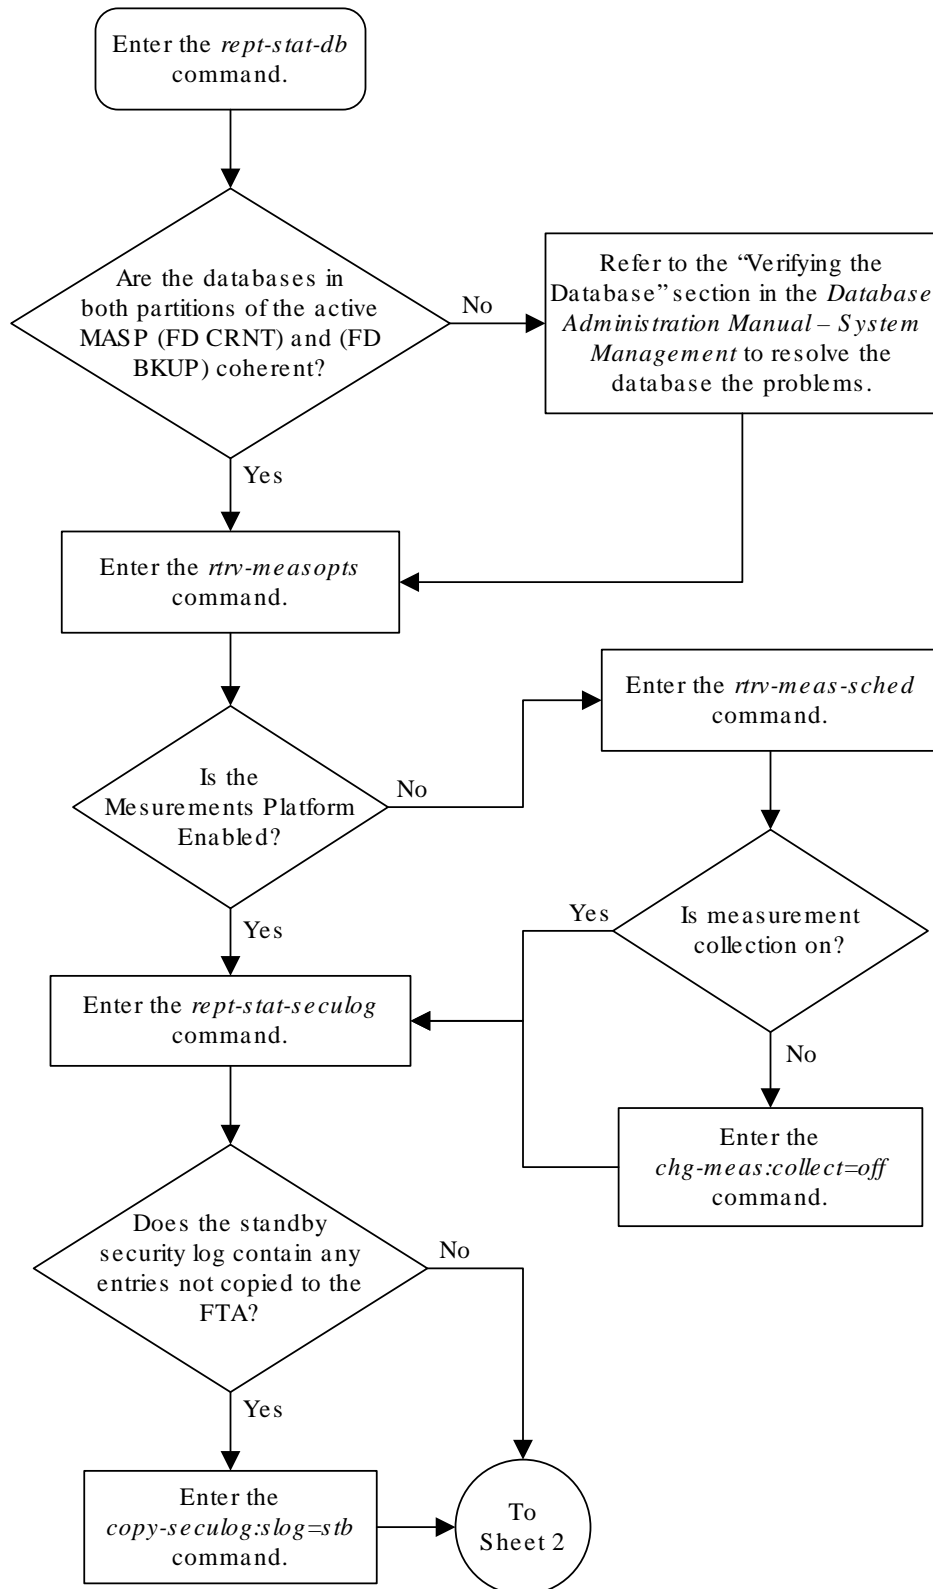 Enter the rept-stat-db
command.
Are the databases in
both partitions of the active
MASP (FD CRNT) and (FD
BKUP) coherent?
No
Refer to the “Verifying the
Database” section in the Database
Administration Manual – System
Management to resolve the
database the problems.
Yes
Enter the rtrv-measopts
command.
Is the
Mesurements Platform
Enabled?
No
Enter the rtrv-meas-sched
command.
Yes
Is measurement
collection on?
Yes
No
Enter the
chg-meas:collect=off
command.
Enter the rept-stat-seculog
command.
Does the standby
security log contain any
entries not copied to the
FTA?
No
Yes
Enter the
copy-seculog:slog=stb
command.
To
Sheet 2